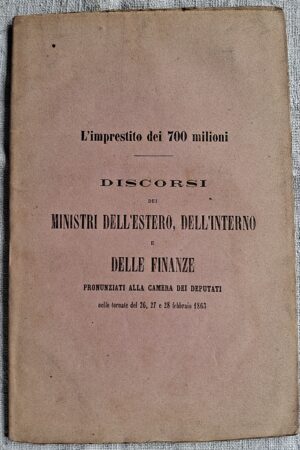 L'imprestito dei 700 milioni
DISCORSI
DEI
MINISTRI DELL'ESTERO, DELL'INTERNO
E
DELLE FINANZE
PRONUNZIATI ALLA CAMERA DEI DEPUTATI
nelle tornate del 26, 27 e 28 febbraio 1863